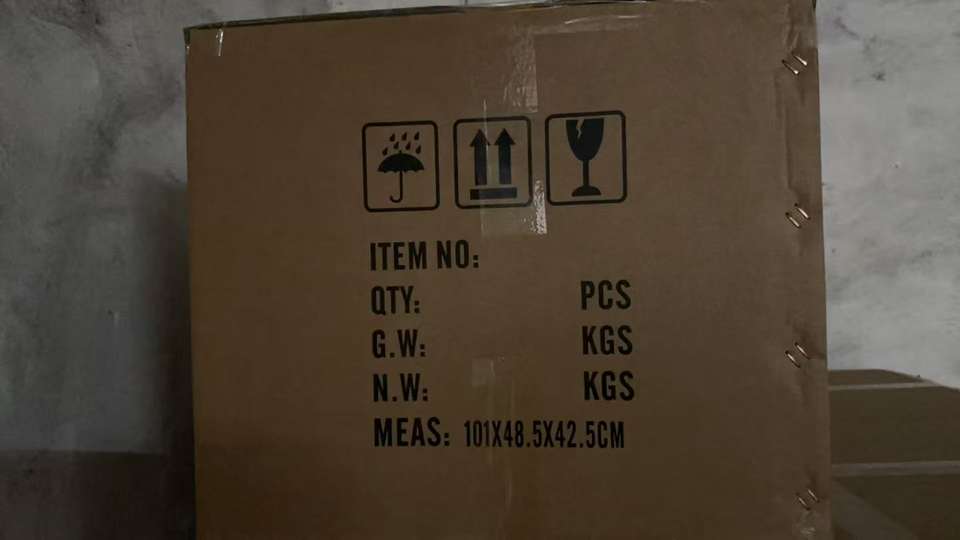 ITEM NO:
QTY: PCS
G.W: KGS
N.W: KGS
MEAS: 101X48.5X42.5CM